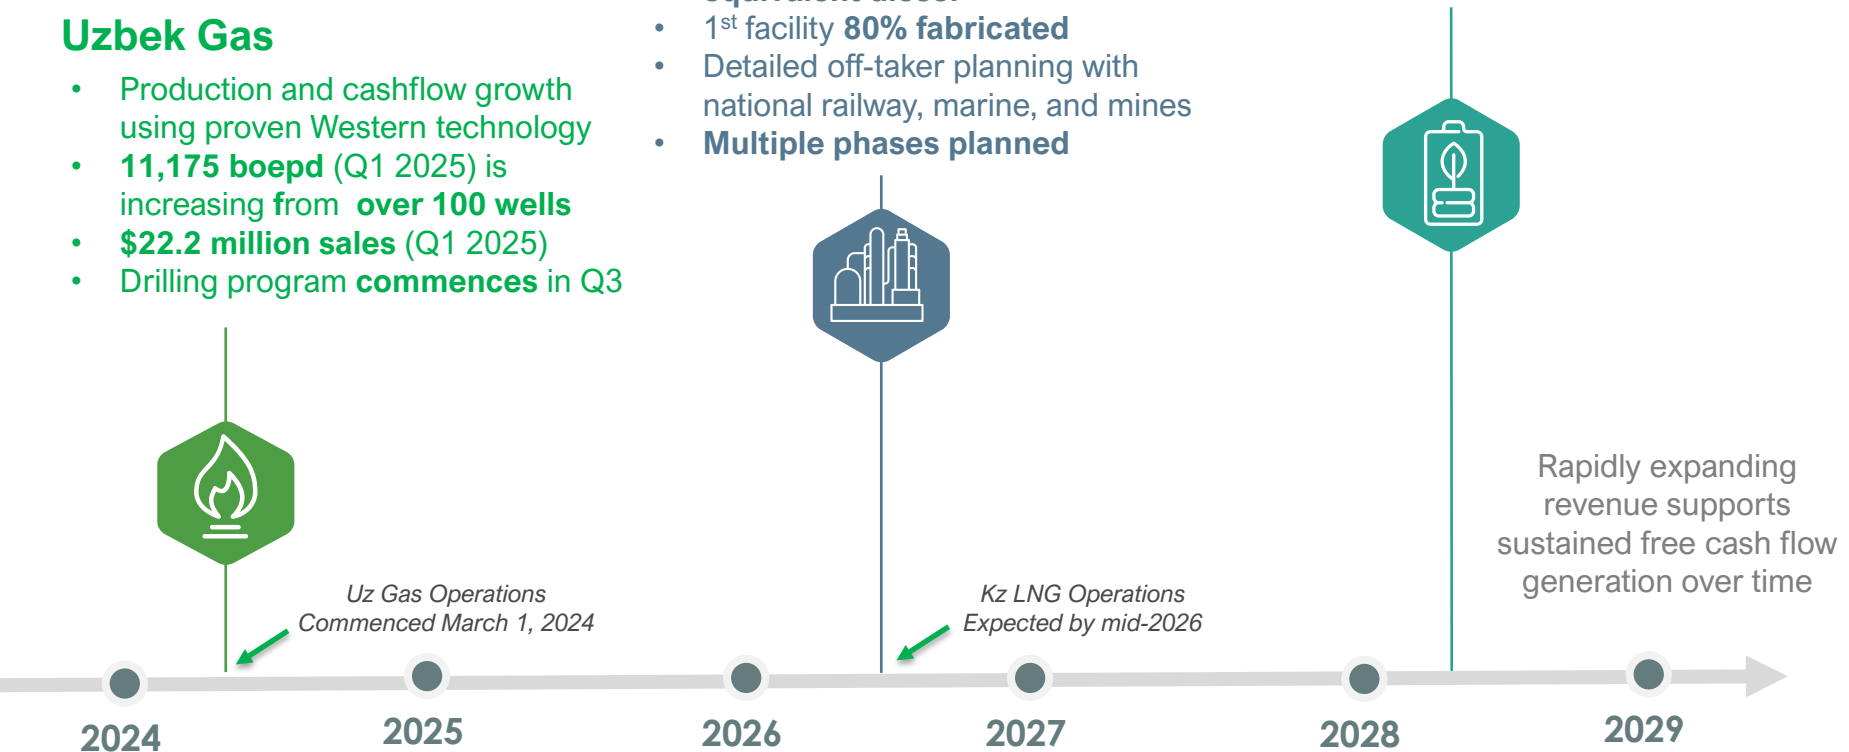 equivalent diesel
Uzbek Gas
• Production and cashflow growth
using proven Western technology
• 11,175 boepd (Q1 2025) is
increasing from  over 100 wells
• $22.2 million sales (Q1 2025)
• Drilling program commences in Q3
• 1st facility 80% fabricated
• Detailed off-taker planning with
national railway, marine, and mines
• Multiple phases planned
Rapidly expanding
revenue supports
sustained free cash flow
generation over time
Uz Gas Operations
Commenced March 1, 2024
Kz LNG Operations
Expected by mid-2026
2024
2025
2026
2027
2028
2029